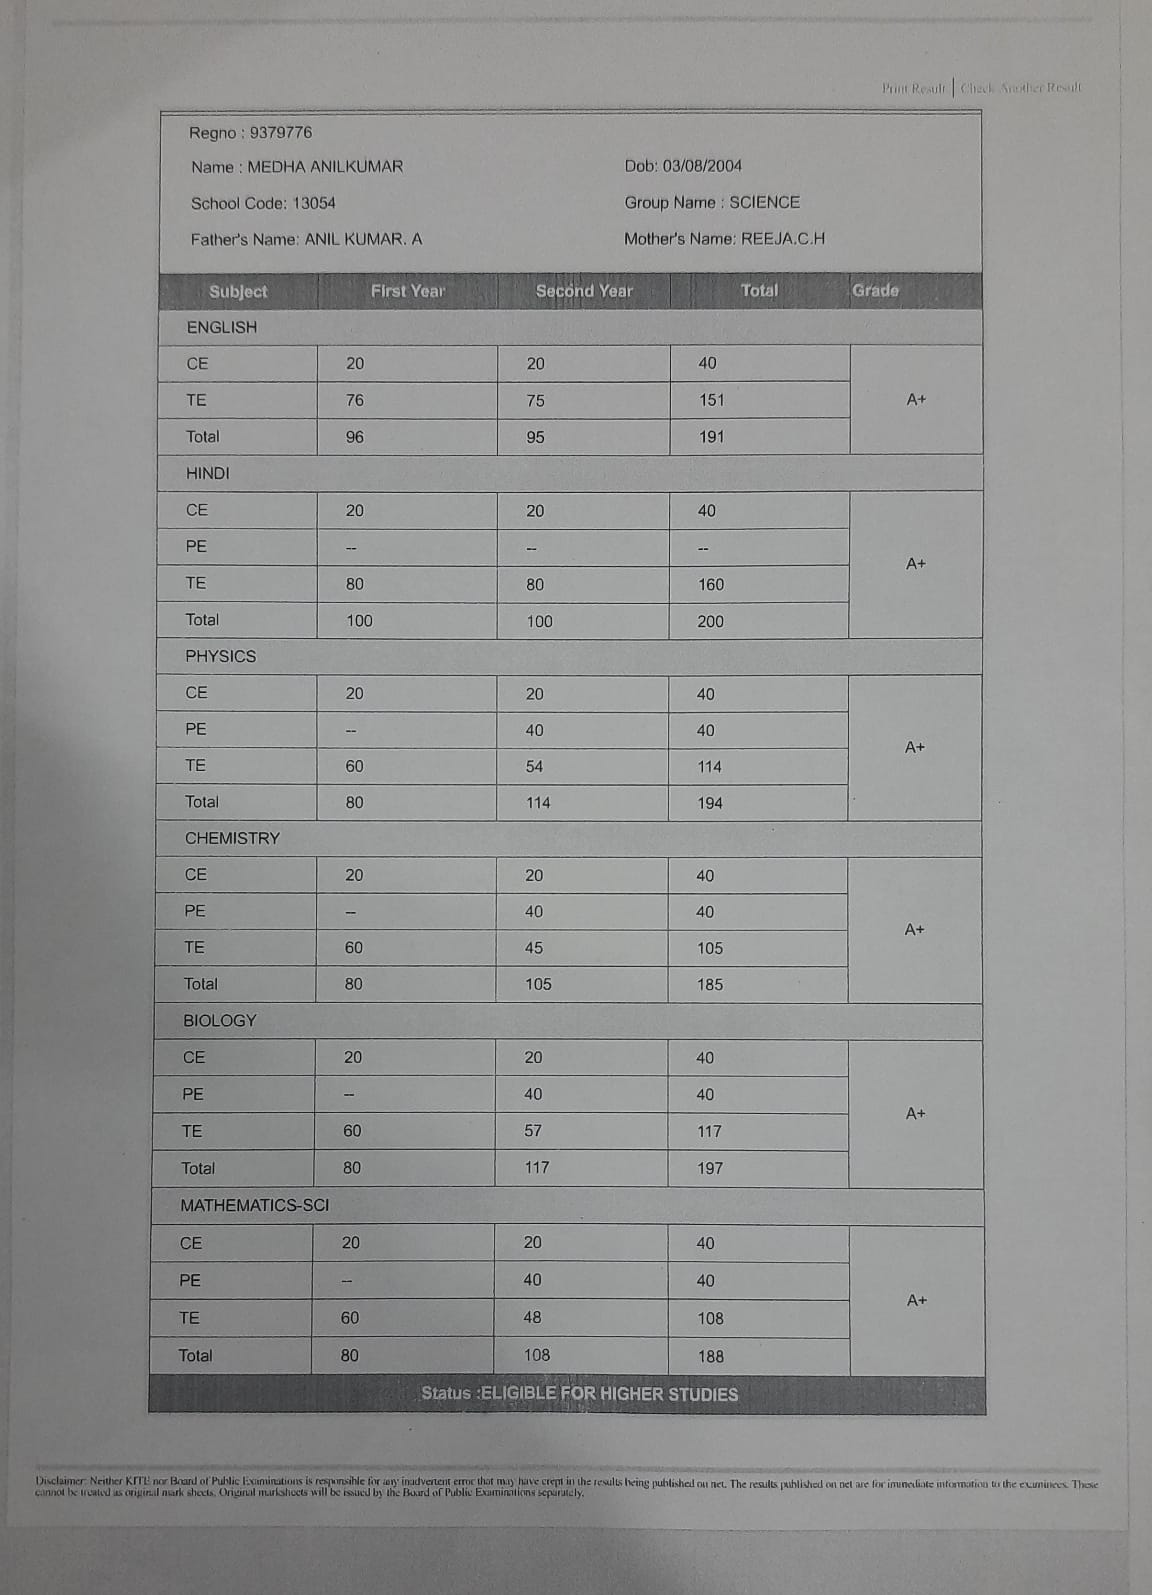 Print Result | Check Another Result
Regno : 9379776
Name : MEDHA ANILKUMAR Dob: 03/08/2004
School Code: 13054 Group Name : SCIENCE
Father's Name: ANIL KUMAR. A Mother's Name: REEJA.C.H
Subject First Year Second Year Total Grade
ENGLISH
CE 20 20 40
TE 76 75 151 A+
Total 96 95 191
HINDI
CE 20 20 40
PE -- -- --
A+
TE 80 80 160
Total 100 100 200
PHYSICS
CE 20 20 40
PE -- 40 40
A+
TE 60 54 114
Total 80 114 194
CHEMISTRY
CE 20 20 40
PE -- 40 40
A+
TE 60 45 105
Total 80 105 185
BIOLOGY
CE 20 20 40
PE -- 40 40
A+
TE 60 57 117
Total 80 117 197
MATHEMATICS-SCI
CE 20 20 40
PE -- 40 40
A+
TE 60 48 108
Total 80 108 188
Status :ELIGIBLE FOR HIGHER STUDIES
Disclaimer: Neither KITE nor Board of Public Examinations is responsible for any inadvertent error that may have crept in the results being published on net. The results published on net are for immediate information to the examinees. These
cannot be treated as original mark sheets. Original marksheets will be issued by the Board of Public Examinations separately.